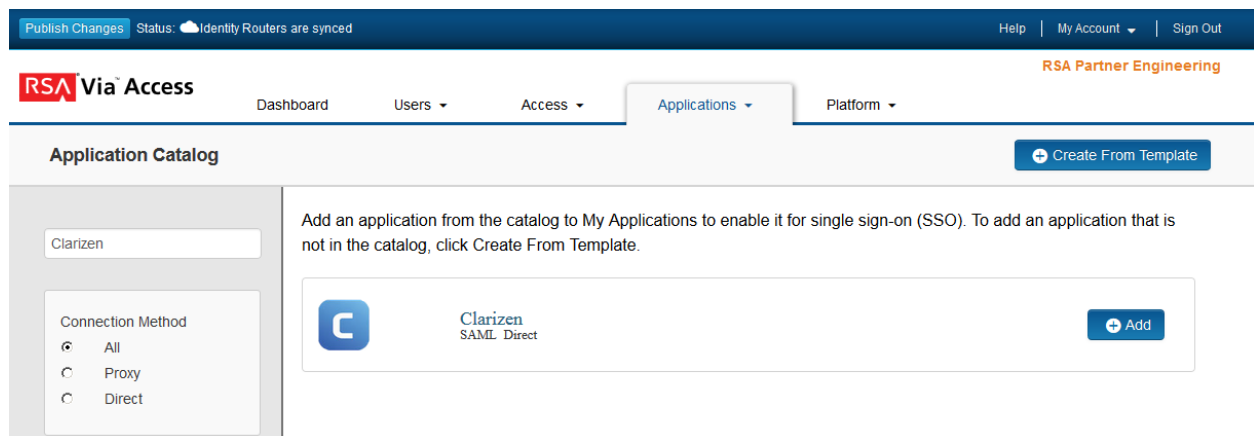 Publish Changes Status: Identity Routers are synced Help My Account Sign Out
RSA Partner Engineering
RSA Via™ Access
Dashboard Users Access Applications Platform
Application Catalog Create From Template
Add an application from the catalog to My Applications to enable it for single sign-on (SSO). To add an application that is
not in the catalog, click Create From Template.
Clarizen
Connection Method
All
Proxy
Direct
C
Clarizen
SAML Direct
Add